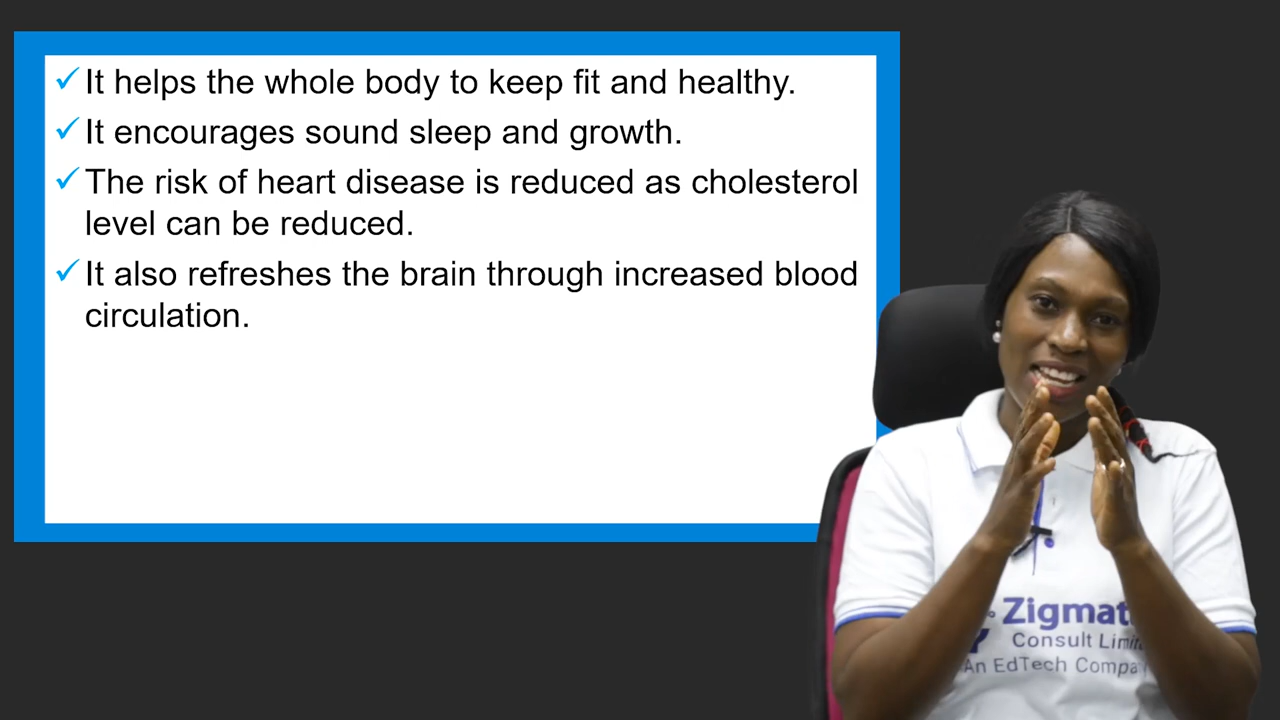 ✓ It helps the whole body to keep fit and healthy.
✓ It encourages sound sleep and growth.
✓ The risk of heart disease is reduced as cholesterol
level can be reduced.
✓ It also refreshes the brain through increased blood
circulation.
Zigmat
Consult Limit
An EdTech Compa